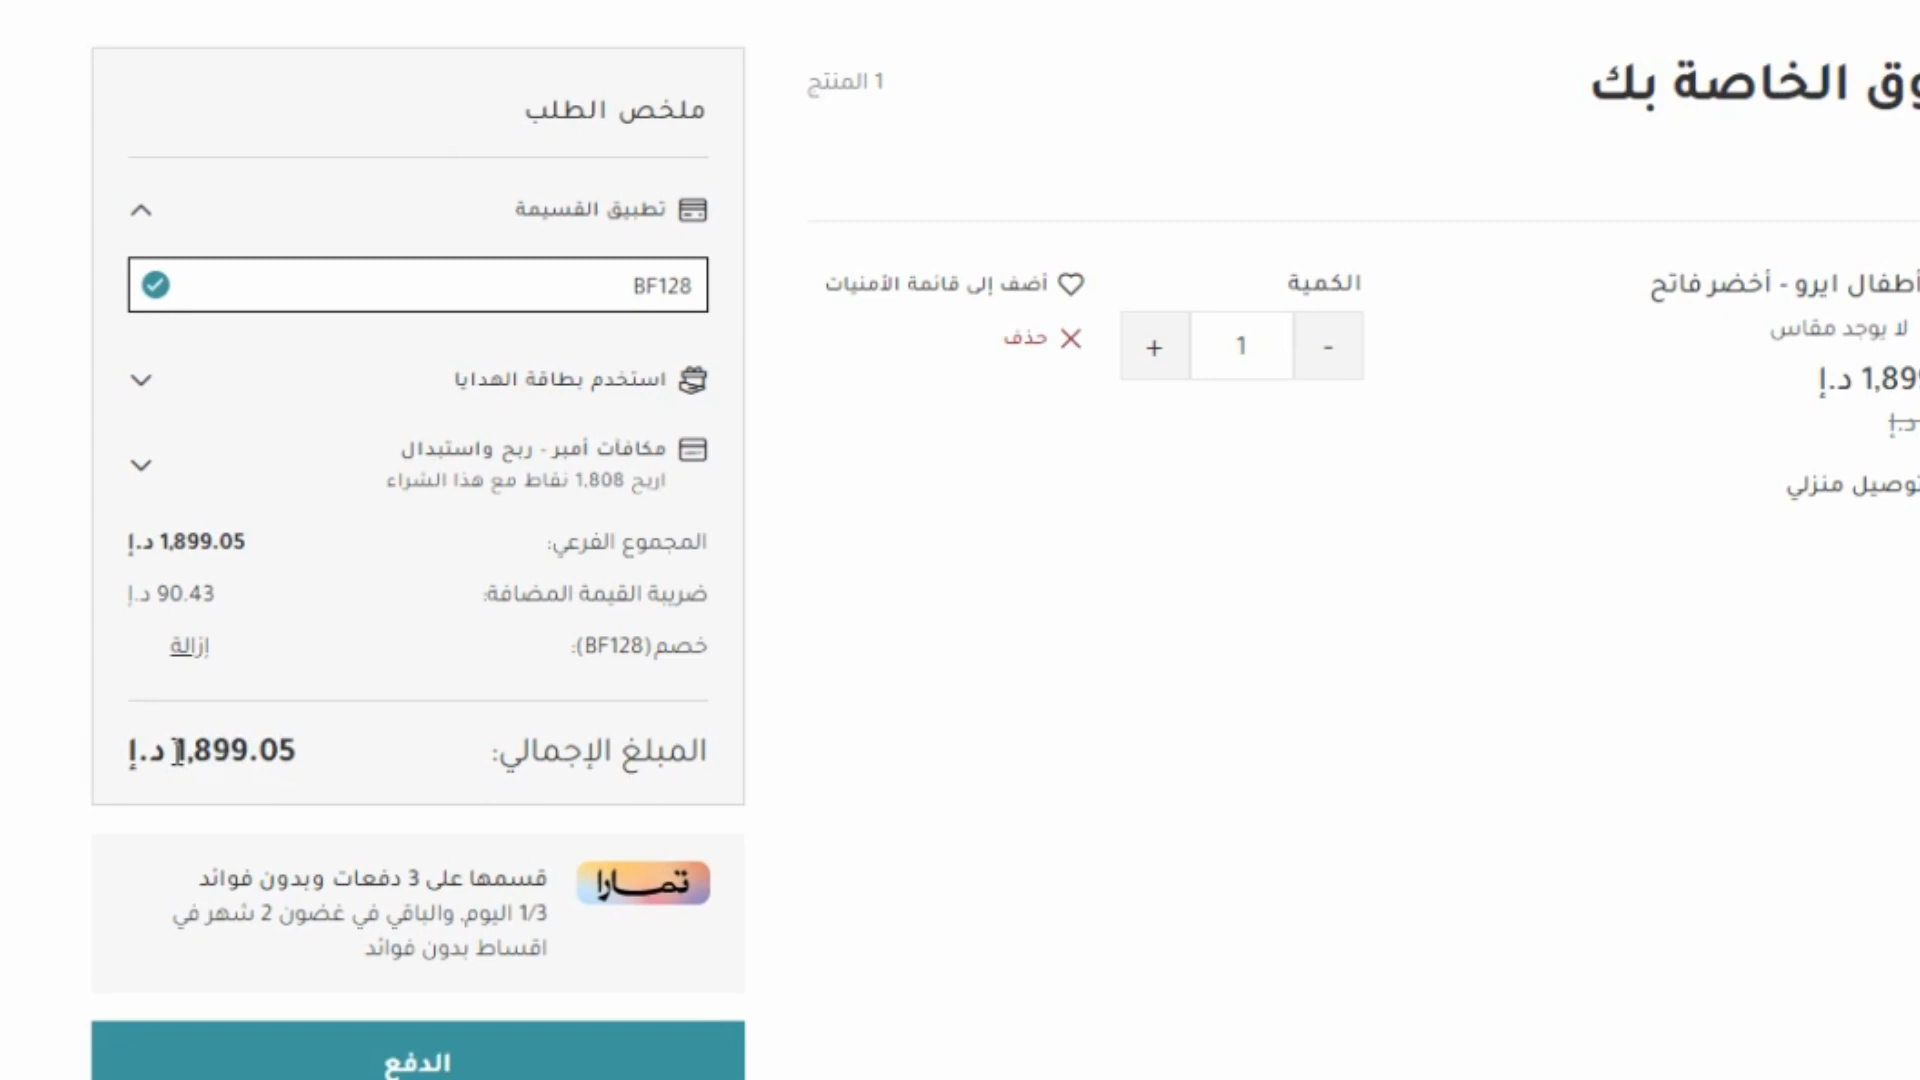 الخاصة بك
1 المنتج
أطفال ايرو - أخضر فاتح
لا يوجد مقاس
د.إ
د.إ
توصيل منزلي
الكمية
- 1 +
أضف إلى قائمة الأمنيات
حذف
ملخص الطلب
تطبيق القسيمة
BF128
استخدم بطاقة الهدايا
مكافآت أمبر - ربح واستبدال
اربح 1,808 نقاط مع هذا الشراء
المجموع الفرعي: 1,899.05 د.إ
ضريبة القيمة المضافة: 90.43 د.إ
خصم(BF128): إزالة
المبلغ الإجمالي: 1,899.05 د.إ
تمارا
قسمها على 3 دفعات وبدون فوائد
1/3 اليوم, والباقي في غضون 2 شهر في
اقساط بدون فوائد
الدفع